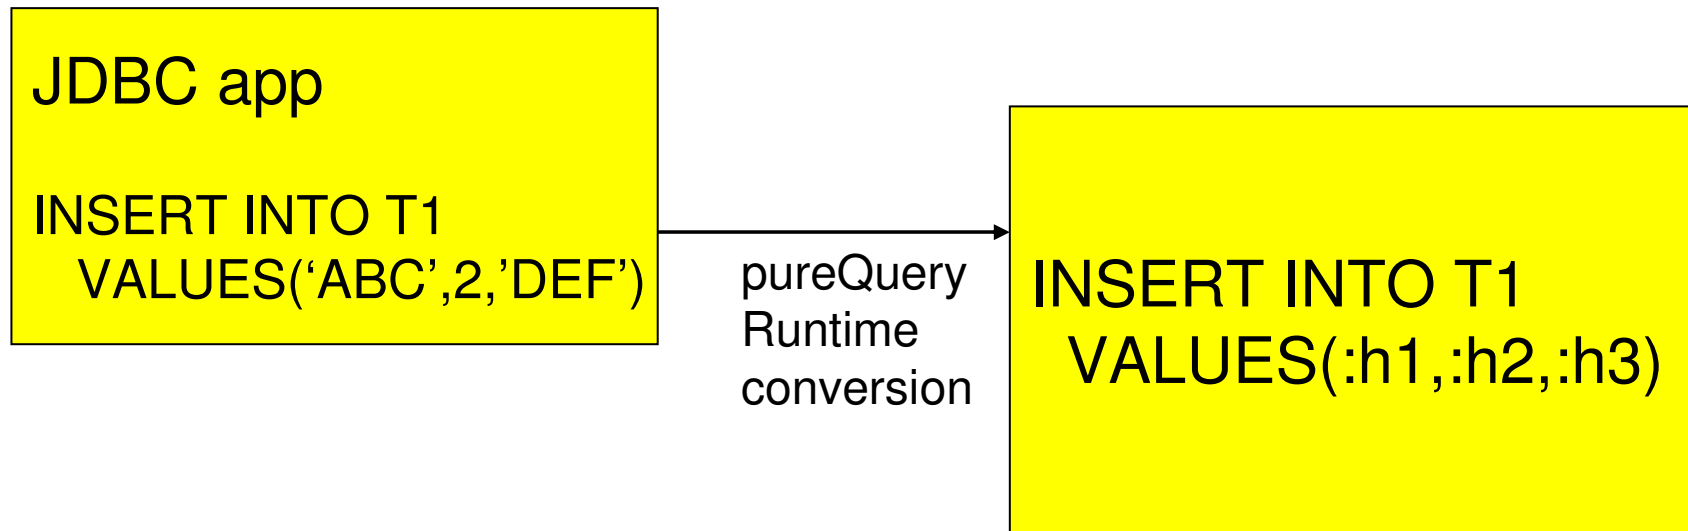 JDBC app
INSERT INTO T1
VALUES(‘ABC’,2,’DEF’)
pureQuery
Runtime
conversion
INSERT INTO T1
VALUES(:h1,:h2,:h3)